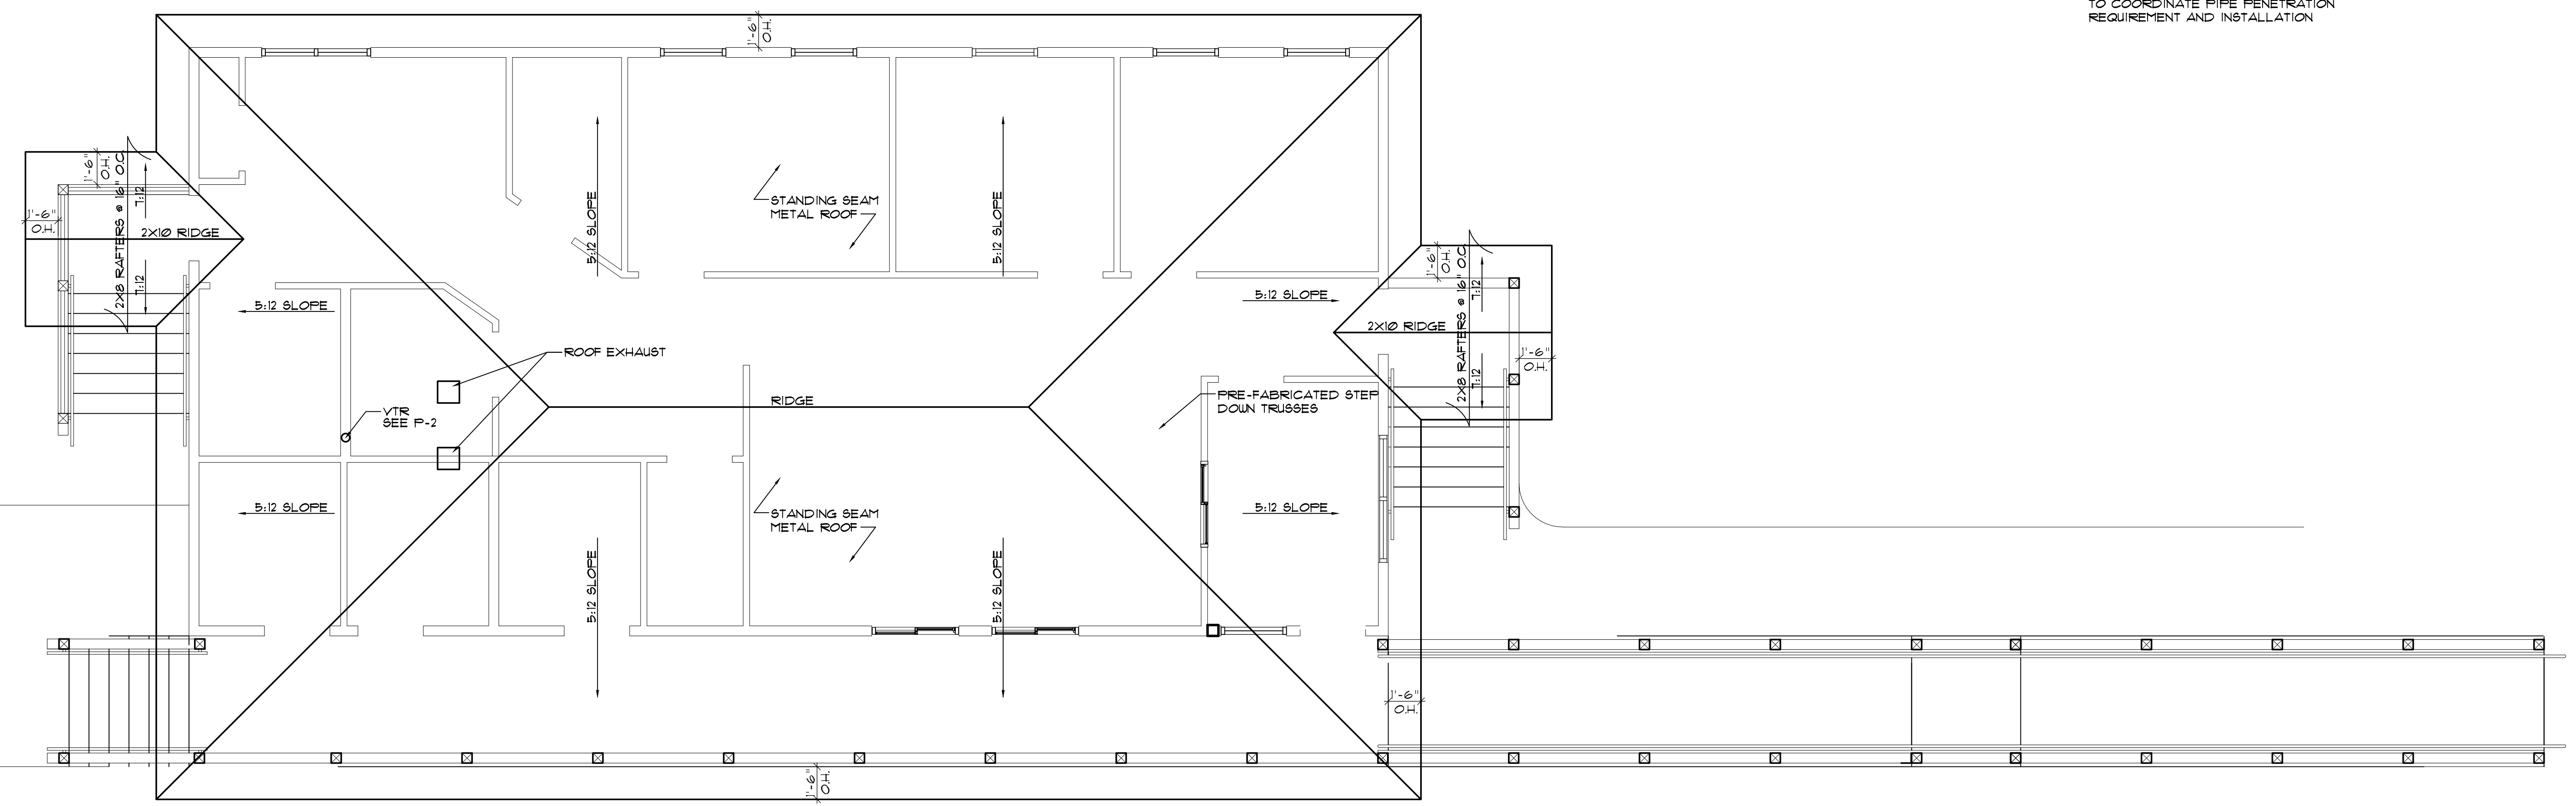 TO COORDINATE PIPE PENETRATION
REQUIREMENT AND INSTALLATION
1'-6"
O.H.
1'-6"
O.H.
2X8 RAFTERS @ 16" O.C.
7:12
1'-6"
O.H.
2X10 RIDGE
7:12
5:12 SLOPE
STANDING SEAM
METAL ROOF
5:12 SLOPE
5:12 SLOPE
5:12 SLOPE
1'-6"
O.H.
2X8 RAFTERS @ 16" O.C.
7:12
2X10 RIDGE
7:12
1'-6"
O.H.
ROOF EXHAUST
RIDGE
PRE-FABRICATED STEP
DOWN TRUSSES
VTR
SEE P-2
5:12 SLOPE
STANDING SEAM
METAL ROOF
5:12 SLOPE
5:12 SLOPE
5:12 SLOPE
1'-6"
O.H.
1'-6"
O.H.